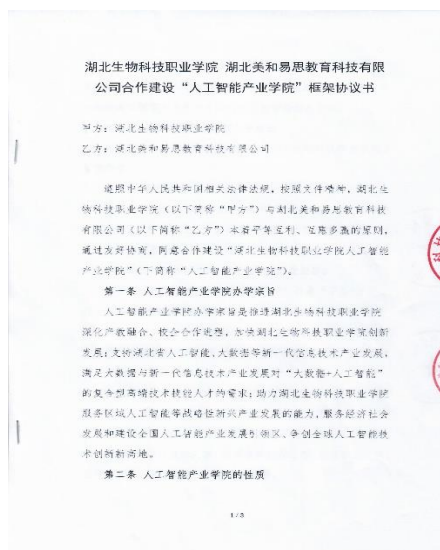 湖北生物科技职业学院 湖北美和易思教育科技有限
公司合作建设“人工智能产业学院”框架协议书
甲方：湖北生物科技职业学院
乙方：湖北美和易思教育科技有限公司
遵照中华人民共和国相关法律法规，按照文件精神，湖北生
物科技职业学院（以下简称“甲方”）与湖北美和易思教育科技
有限公司（以下简称“乙方”）本着平等互利、互惠多赢的原则，
通过友好协商，同意合作建设“湖北生物科技职业学院人工智能
产业学院”（下简称“人工智能产业学院”）。
第一条 人工智能产业学院办学宗旨
人工智能产业学院办学宗旨是推进湖北生物科技职业学院
深化产教融合、校企合作进程，加快湖北生物科技职业学院创新
发展；支持湖北省人工智能、大数据等新一代信息技术产业发展，
满足大数据与新一代信息技术产业发展对“大数据+人工智能”
的复合型高端技术技能人才的需求；助力湖北生物科技职业学院
服务区域人工智能等战略性新兴产业发展的能力，服务经济社会
发展和建设全国人工智能产业发展引领区、争创全球人工智能技
术创新新高地。
第二条 人工智能产业学院的性质
1 / 8